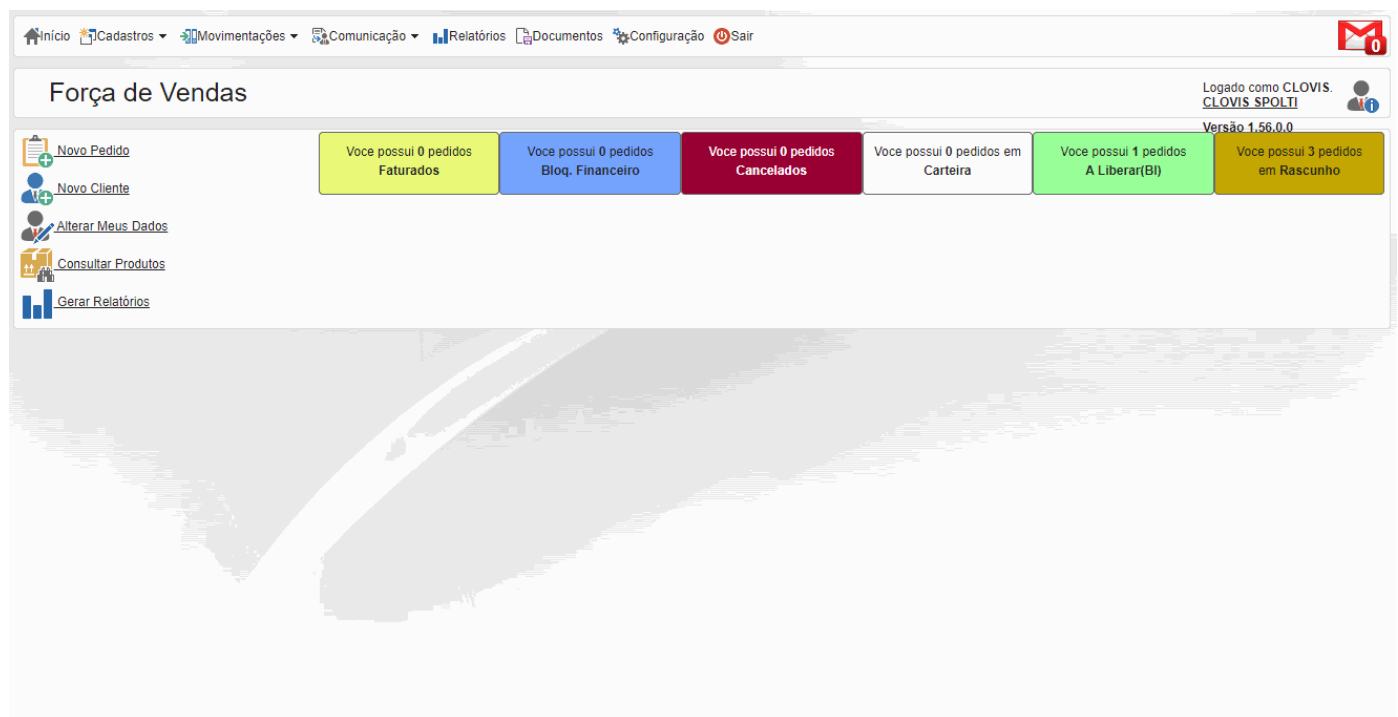 Início Cadastros Movimentações Comunicação Relatórios Documentos Configuração Sair
0
Força de Vendas
Logado como CLOVIS.
CLOVIS SPOLTI
Versão 1.56.0.0
Novo Pedido
Novo Cliente
Alterar Meus Dados
Consultar Produtos
Gerar Relatórios
Voce possui 0 pedidos
Faturados
Voce possui 0 pedidos
Bloq. Financeiro
Voce possui 0 pedidos
Cancelados
Voce possui 0 pedidos em
Carteira
Voce possui 1 pedidos
A Liberar(BI)
Voce possui 3 pedidos
em Rascunho